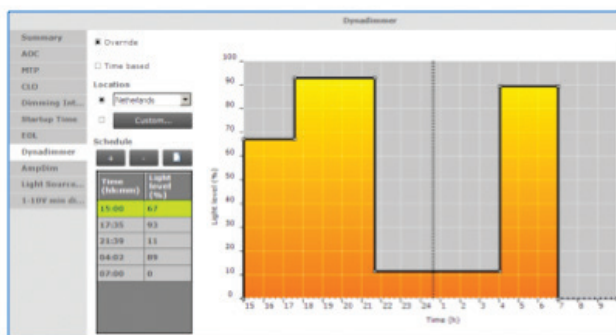 Dynadimmer
Summary
AOC
MTP
CLO
Dimming Int...
Startup Time
EOL
Dynadimmer
AmpDim
Light Source...
1-10V min di...
Override
Time based
Location
Netherlands
Custom...
Schedule
+ -
Time (hh:mm) Light level (%)
15:00 67
17:35 93
21:39 11
04:02 89
07:00 0
Light level (%)
100
90
80
70
60
50
40
30
20
10
0
15 16 17 18 19 20 21 22 23 24 1 2 3 4 5 6 7 8 9
Time (h)